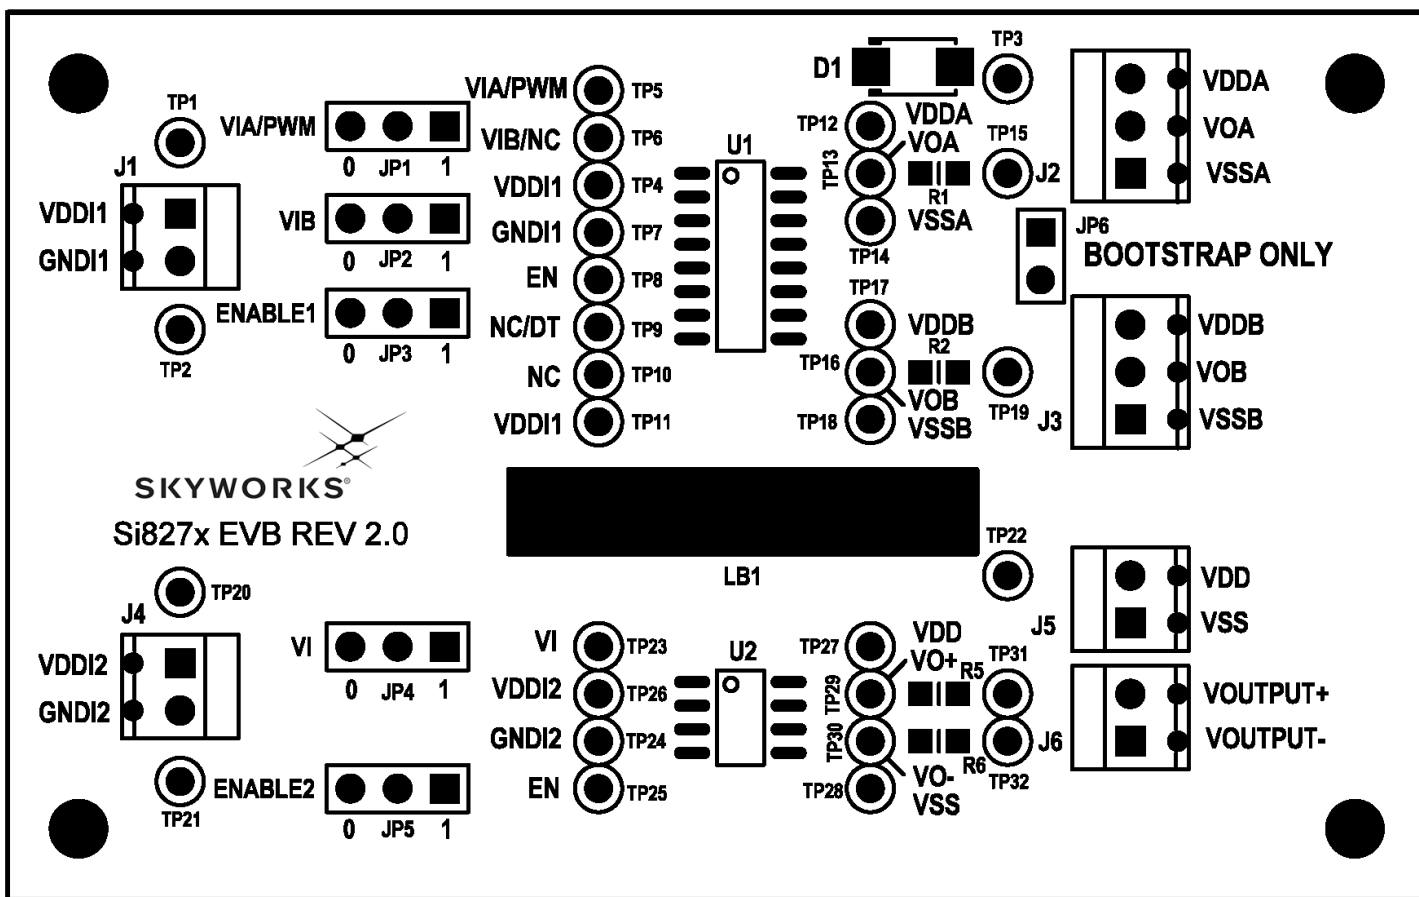 TP1
J1
VDDI1
GNDI1
TP2
VIA/PWM
0 JP1 1
VIB
0 JP2 1
ENABLE1
0 JP3 1
VIA/PWM TP5
VIB/NC TP6
VDDI1 TP4
GNDI1 TP7
EN TP8
NC/DT TP9
NC TP10
VDDI1 TP11
U1
D1
TP3
TP12 VDDA
TP13 VOA
TP15
R1
VSSA
TP14
J2
VDDA
VOA
VSSA
JP6
BOOTSTRAP ONLY
TP17
VDDB
R2
TP16
VOB
TP18 VSSB
TP19
J3
VDDB
VOB
VSSB
SKYWORKS®
Si827x EVB REV 2.0
LB1
TP20
J4
VDDI2
GNDI2
TP21
VI
0 JP4 1
ENABLE2
0 JP5 1
VI TP23
VDDI2 TP26
GNDI2 TP24
EN TP25
U2
TP22
TP27 VDD
VO+
TP29
R5
TP31
TP30
R6
TP32
VO-
TP28 VSS
J5
VDD
VSS
J6
VOUTPUT+
VOUTPUT-